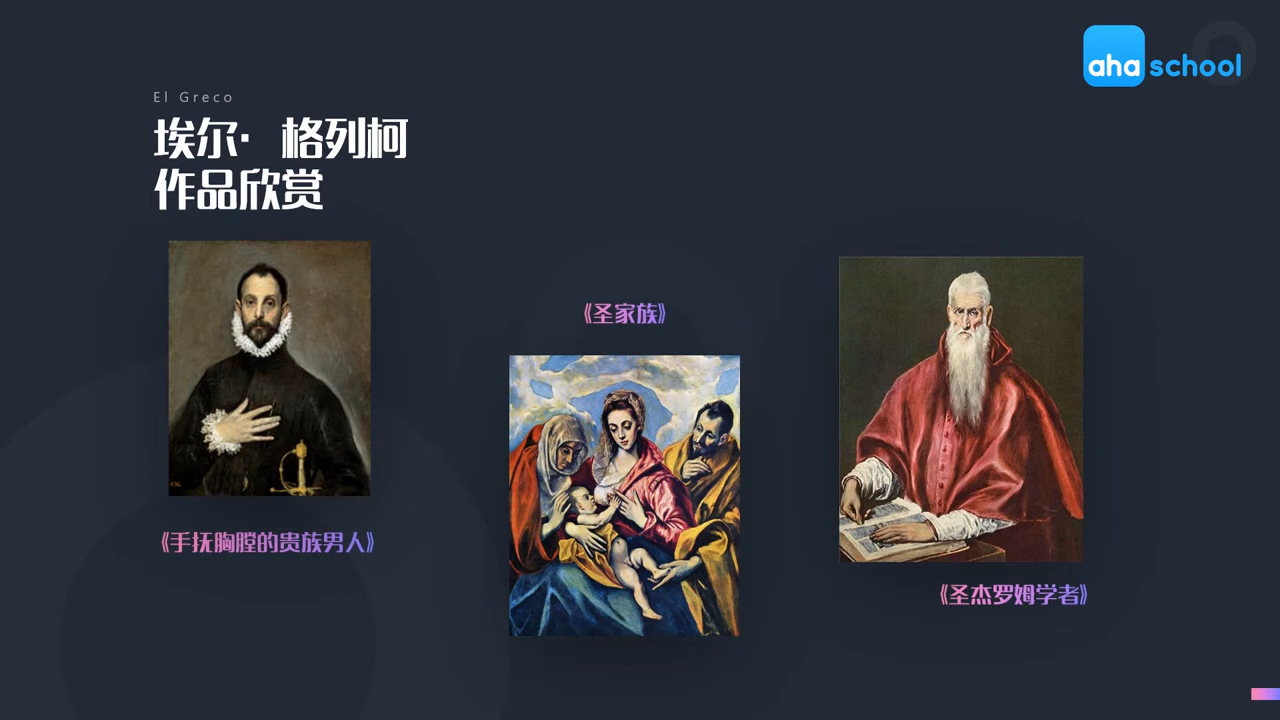 aha school
El Greco
埃尔·格列柯
作品欣赏
《圣家族》
《手抚胸膛的贵族男人》
《圣杰罗姆学者》